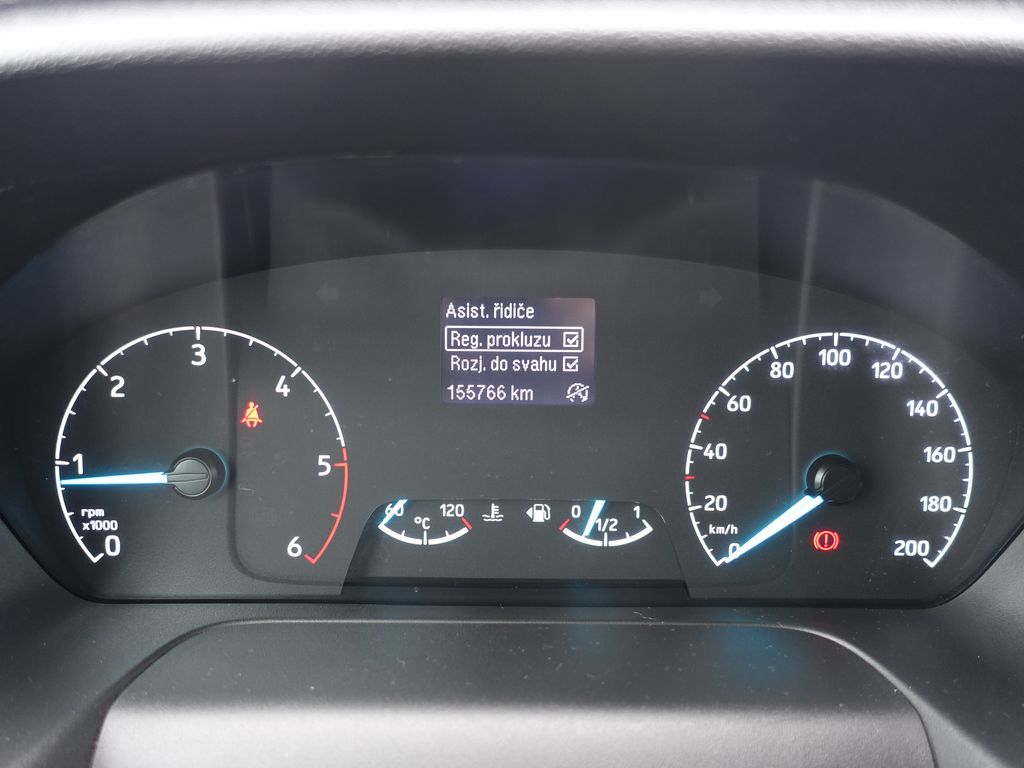 Asist. řidiče
Reg. prokluzu
Rozj. do svahu
155766 km
0
1
2
3
4
5
6
rpm
x1000
60
120
°C
0
1/2
1
0
20
40
60
80
100
120
140
160
180
200
km/h